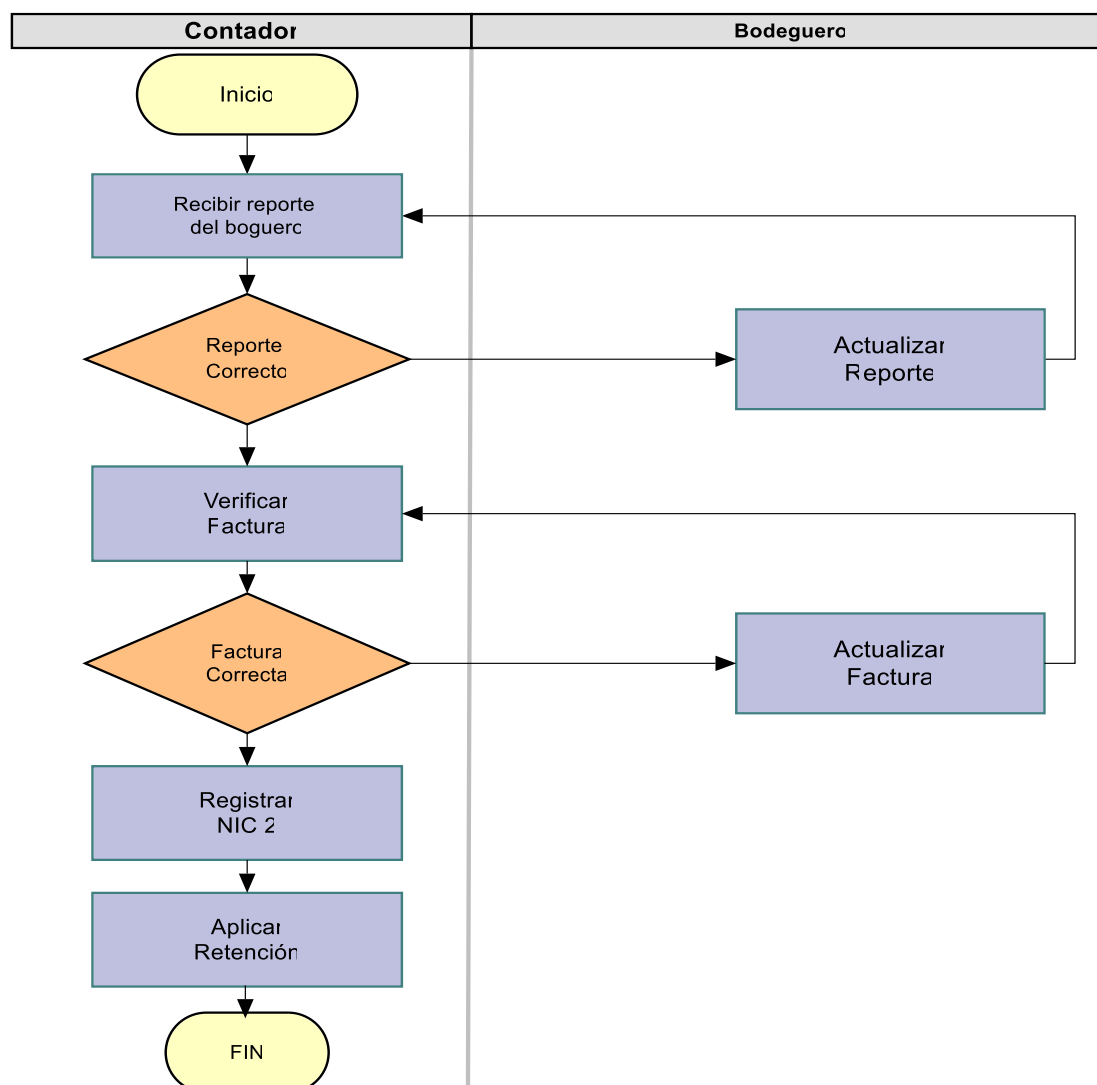 Contador
Bodeguero
Inicio
Recibir reporte
del boguero
Reporte
Correcto
Actualizar
Reporte
Verificar
Factura
Factura
Correcta
Actualizar
Factura
Registrar
NIC 2
Aplicar
Retención
FIN